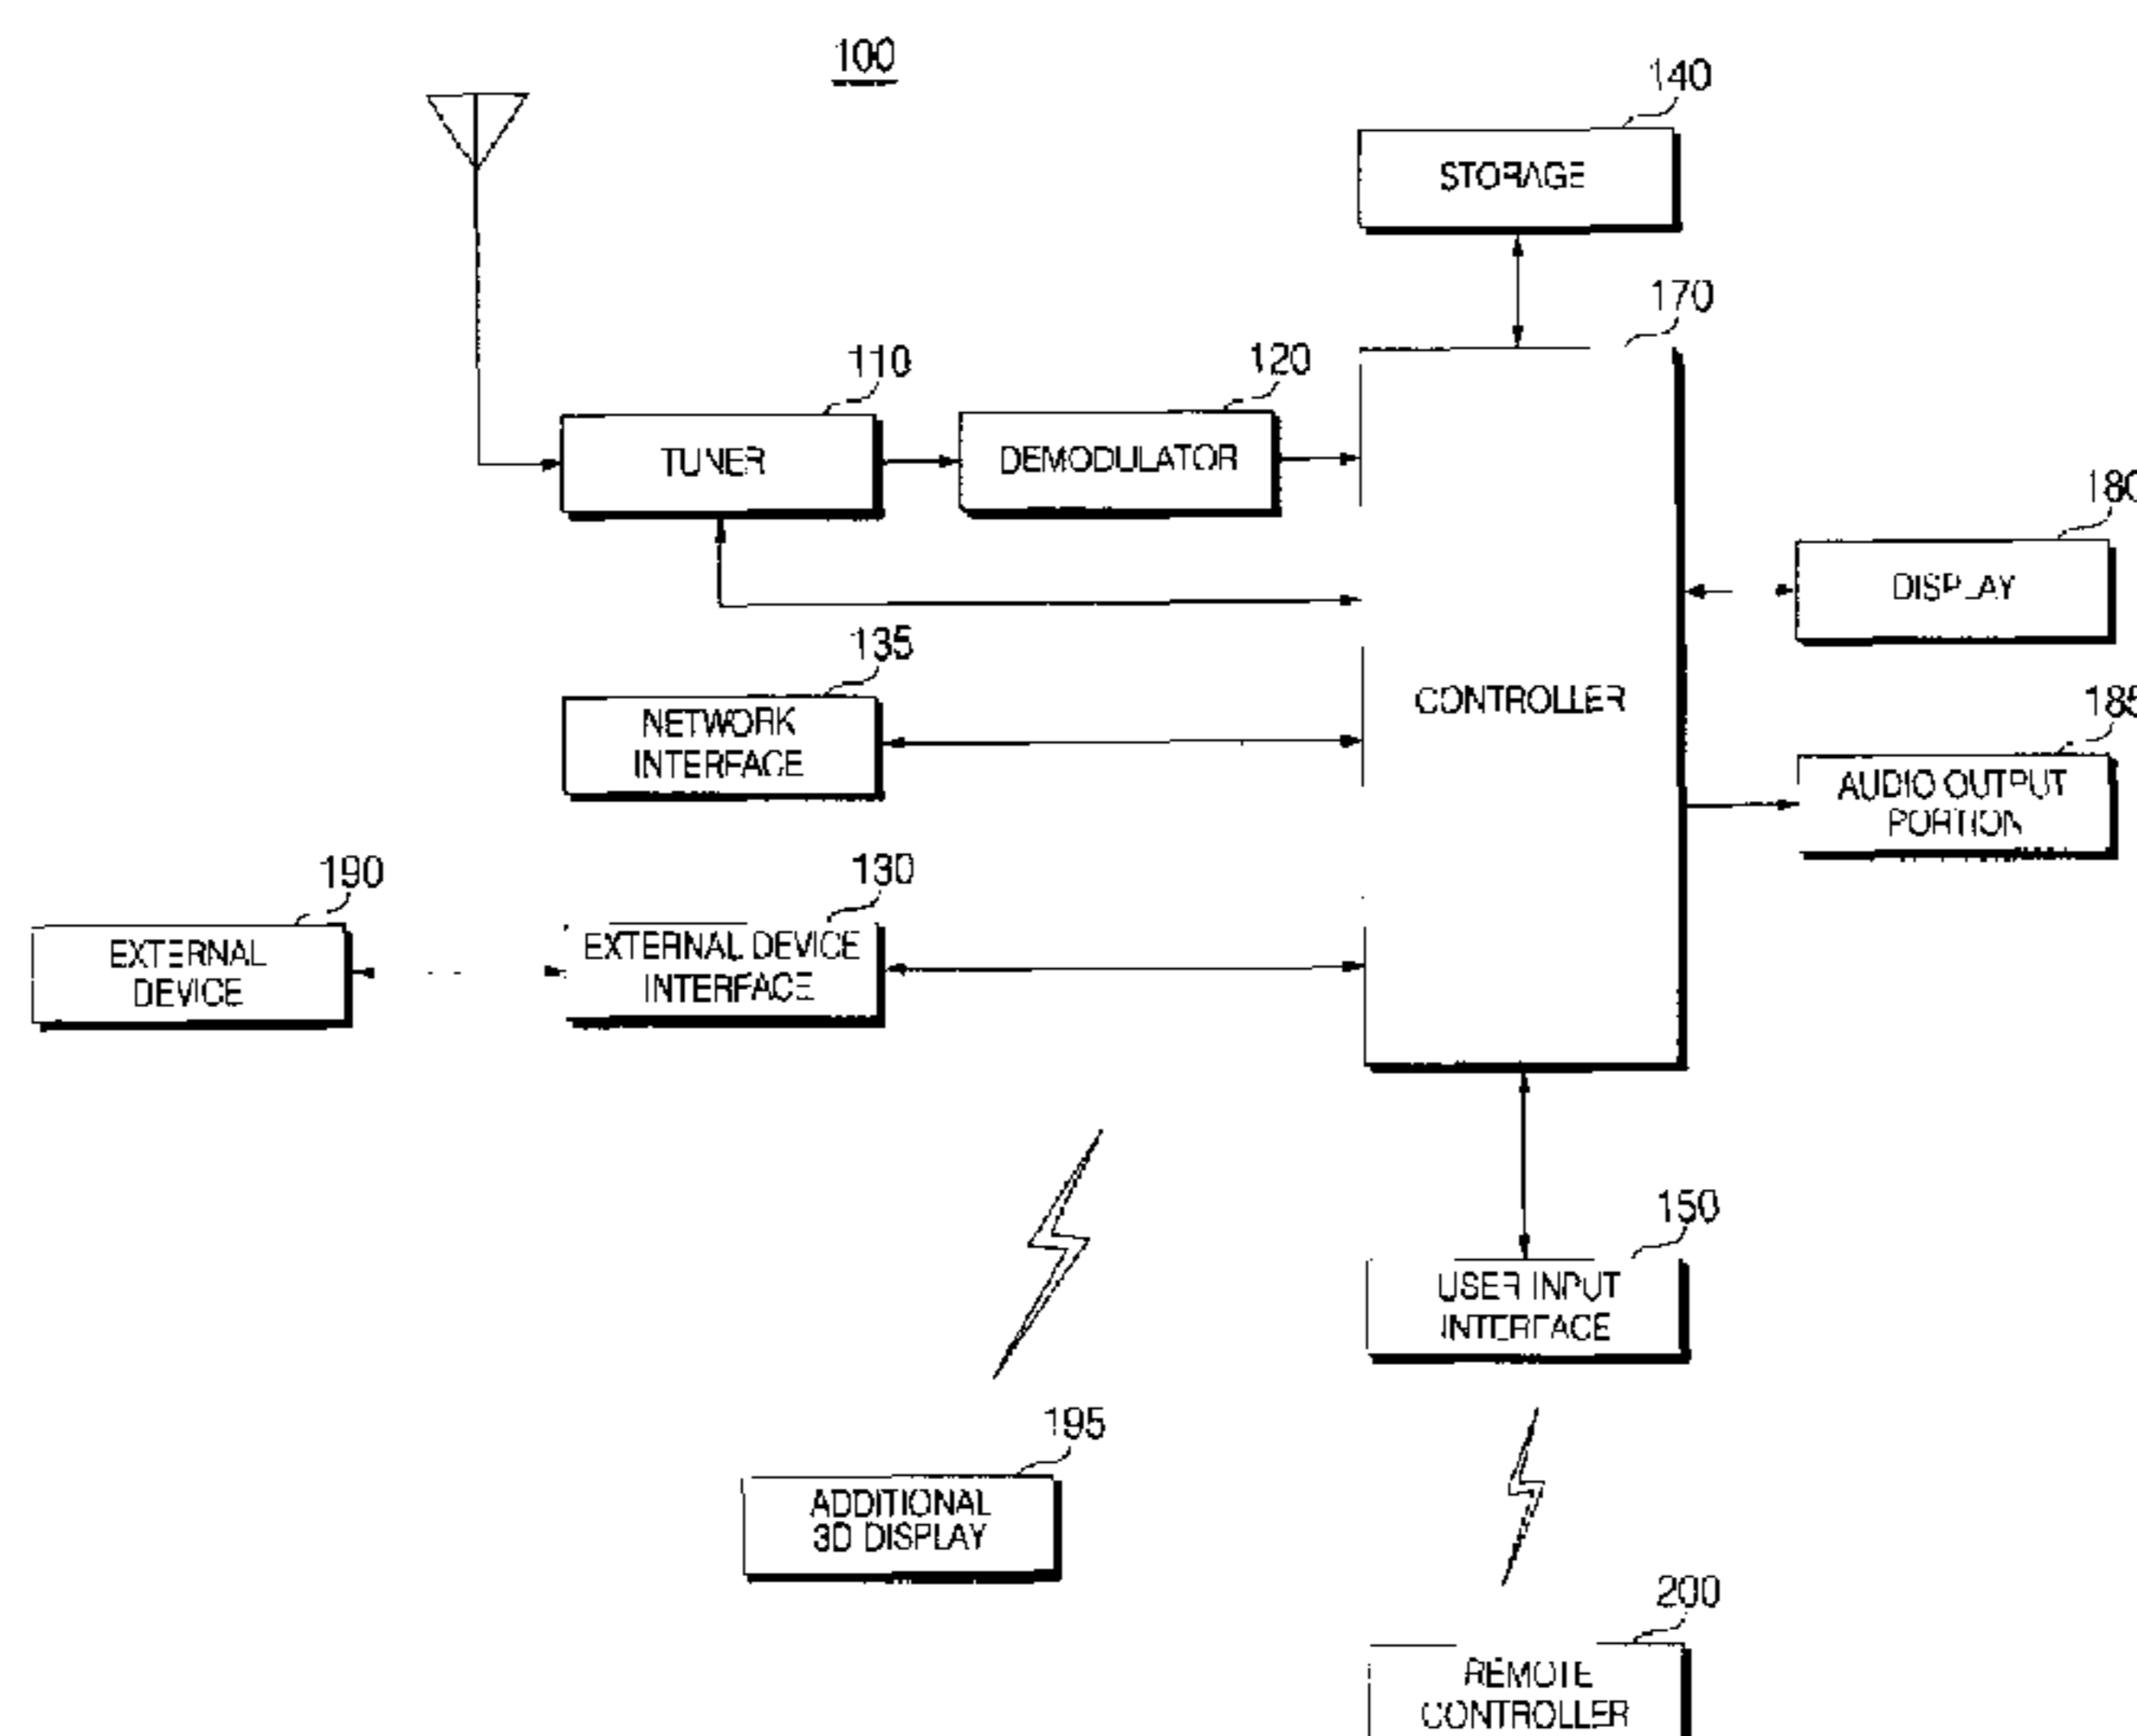 100
140
STORAGE
170
110
120
TUNER
DEMODULATOR
180
DISPLAY
135
NETWORK
INTERFACE
CONTROLLER
185
AUDIO OUTPUT
PORTION
190
EXTERNAL
DEVICE
130
EXTERNAL DEVICE
INTERFACE
150
USER INPUT
INTERFACE
195
ADDITIONAL
3D DISPLAY
200
REMOTE
CONTROLLER